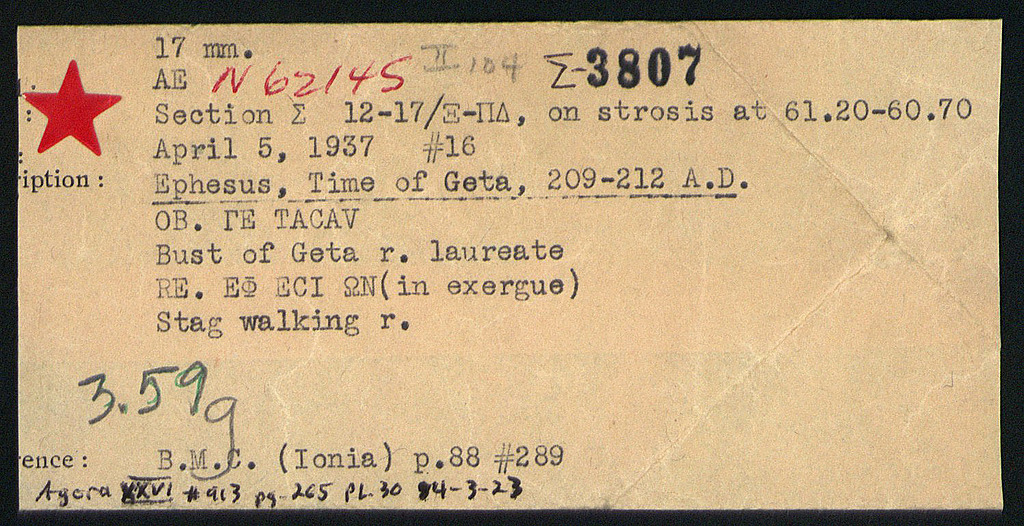 17 mm.
AE N 62145 II 104 Σ-3807
: Section Σ 12-17/Ξ-ΠΔ, on strosis at 61.20-60.70
: April 5, 1937 #16
iption : Ephesus, Time of Geta, 209-212 A.D.
OB. ΓΕ ΤΑCAV
Bust of Geta r. laureate
RE. ΕΦ ΕCΙ ΩΝ(in exergue)
Stag walking r.
3.59g
ence : B.M.C. (Ionia) p.88 #289
Agora XXVI #913 pg. 265 PL. 30 84-3-23